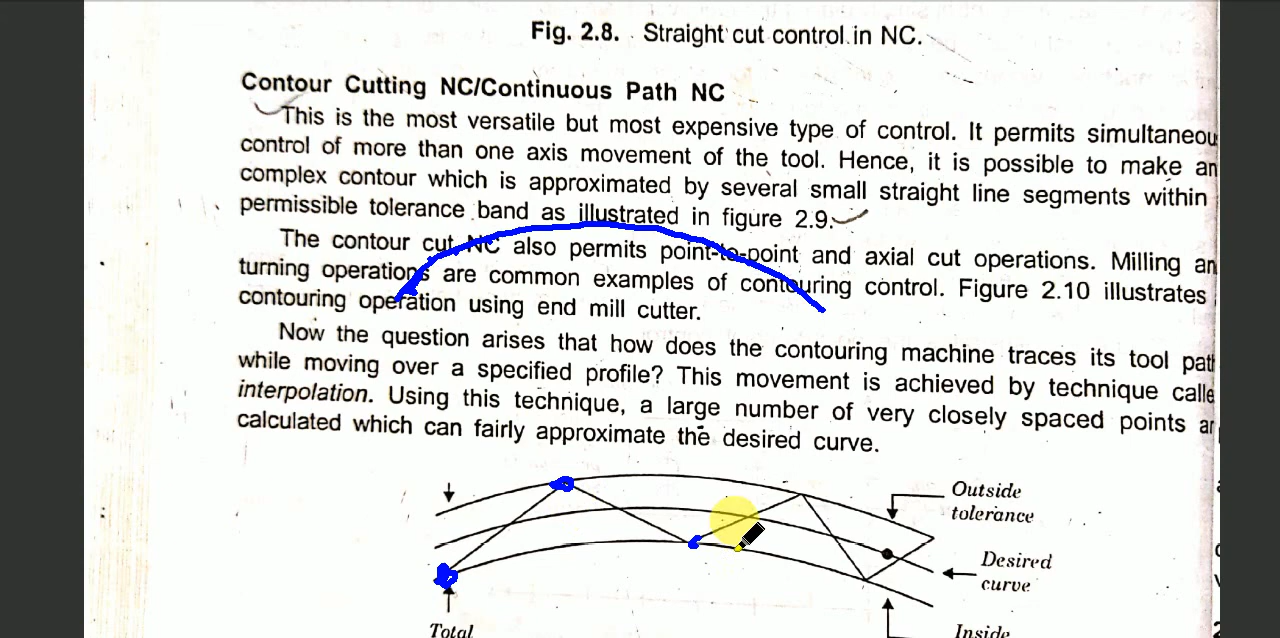 Fig. 2.8. Straight cut control in NC.
Contour Cutting NC/Continuous Path NC
This is the most versatile but most expensive type of control. It permits simultaneou
control of more than one axis movement of the tool. Hence, it is possible to make an
complex contour which is approximated by several small straight line segments within
permissible tolerance band as illustrated in figure 2.9.
The contour cut NC also permits point-to-point and axial cut operations. Milling an
turning operations are common examples of contouring control. Figure 2.10 illustrates
contouring operation using end mill cutter.
Now the question arises that how does the contouring machine traces its tool pat
while moving over a specified profile? This movement is achieved by technique calle
interpolation. Using this technique, a large number of very closely spaced points ar
calculated which can fairly approximate the desired curve.
Outside
tolerance
Desired
curve
Total
Inside